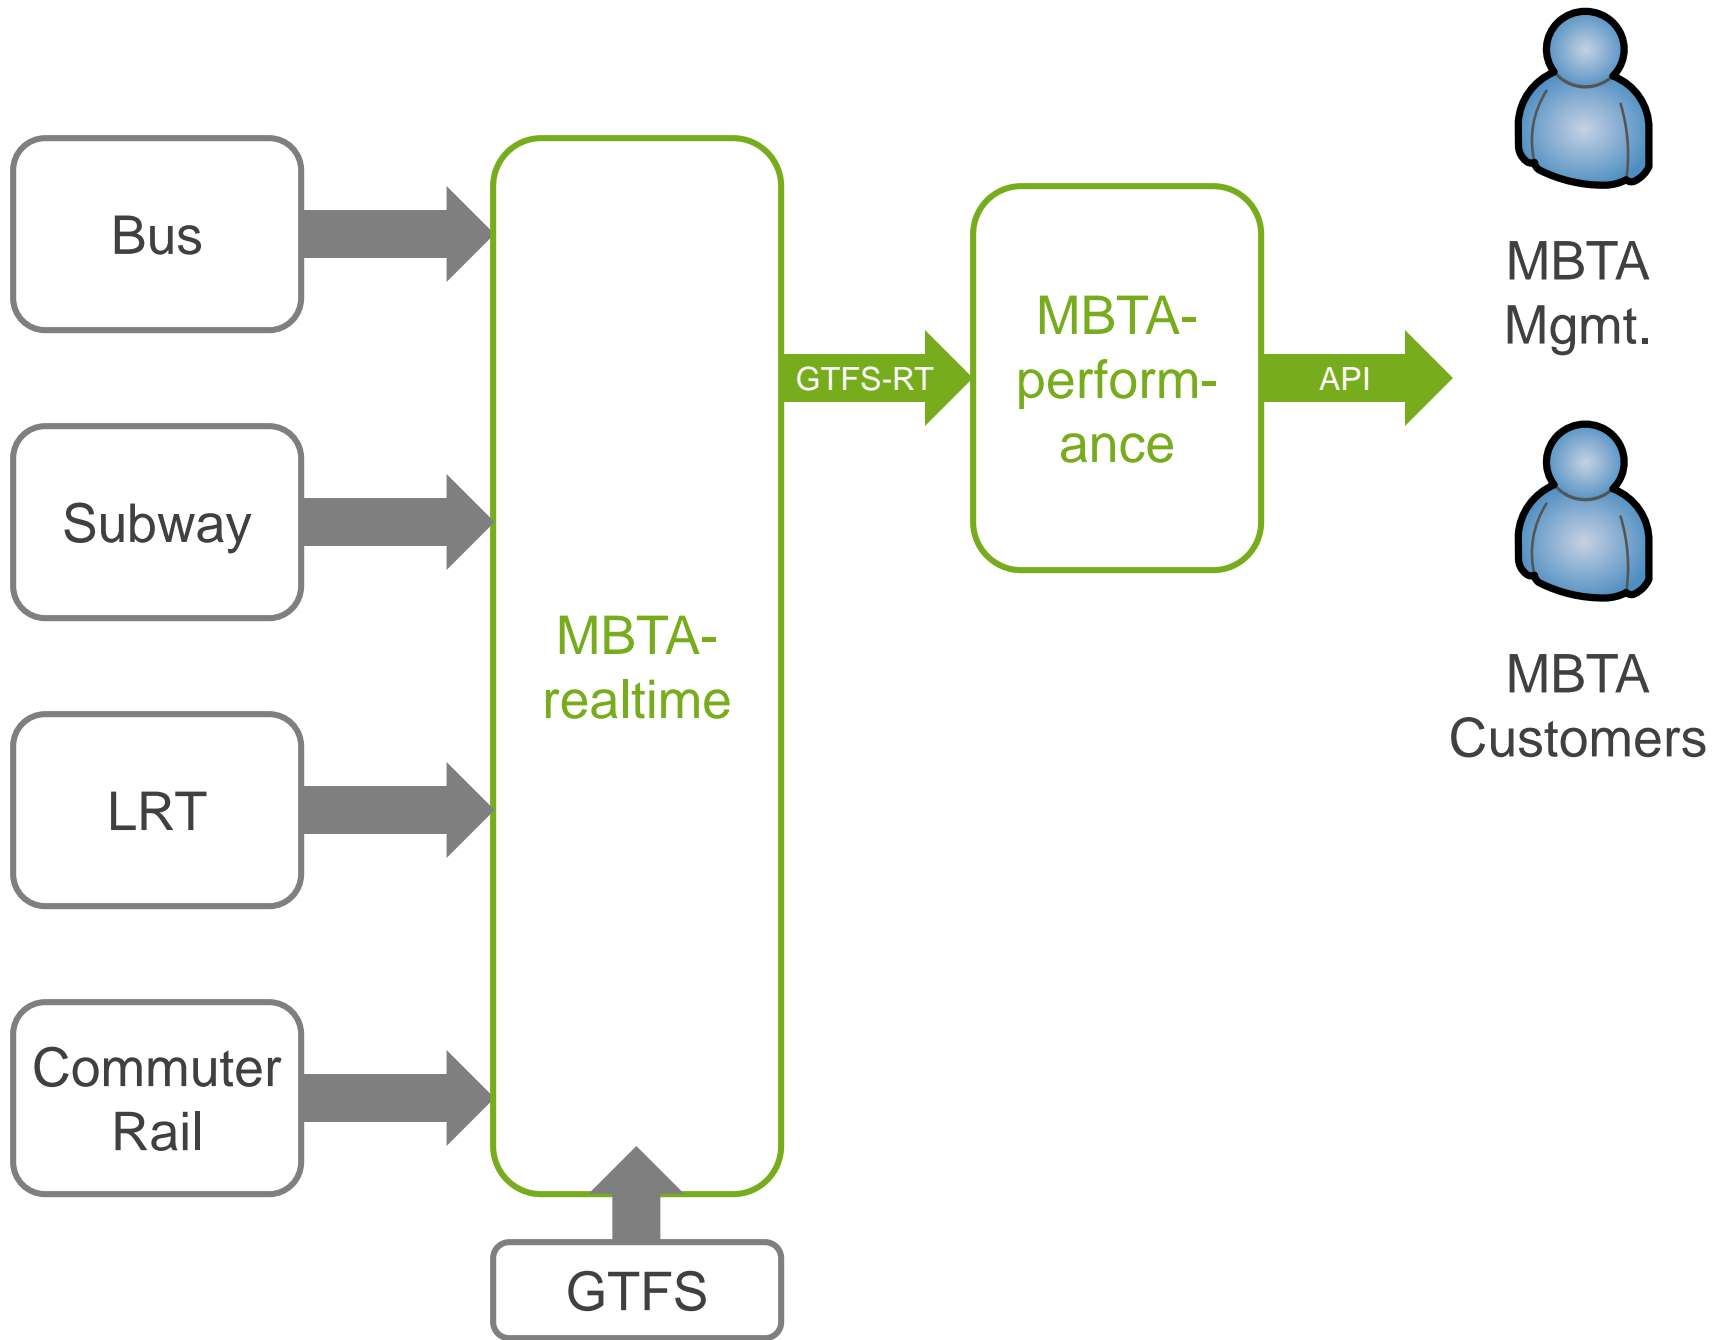 Bus
Subway
LRT
Commuter
Rail
MBTA-
realtime
GTFS
GTFS-RT
MBTA-
perform-
ance
API
MBTA
Mgmt.
MBTA
Customers